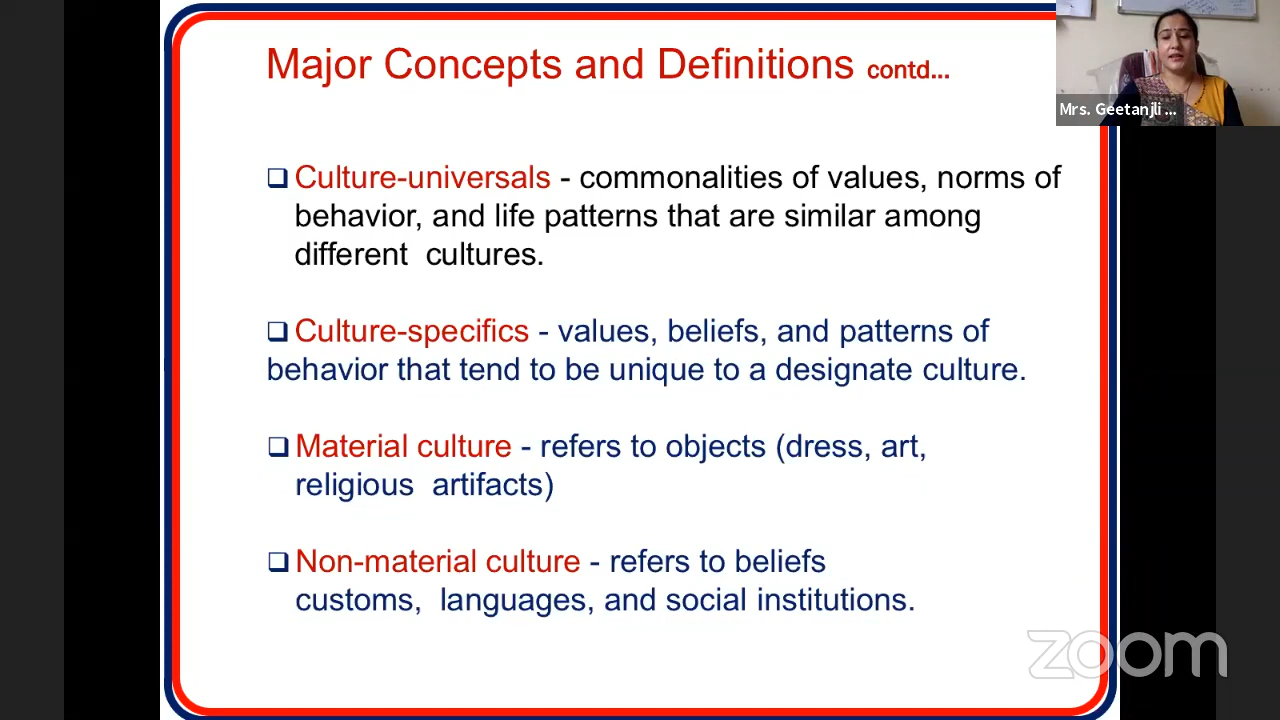 Major Concepts and Definitions contd...
Mrs. Geetanjli ...
Culture-universals - commonalities of values, norms of
behavior, and life patterns that are similar among
different cultures.
Culture-specifics - values, beliefs, and patterns of
behavior that tend to be unique to a designate culture.
Material culture - refers to objects (dress, art,
religious artifacts)
Non-material culture - refers to beliefs
customs, languages, and social institutions.
zoom